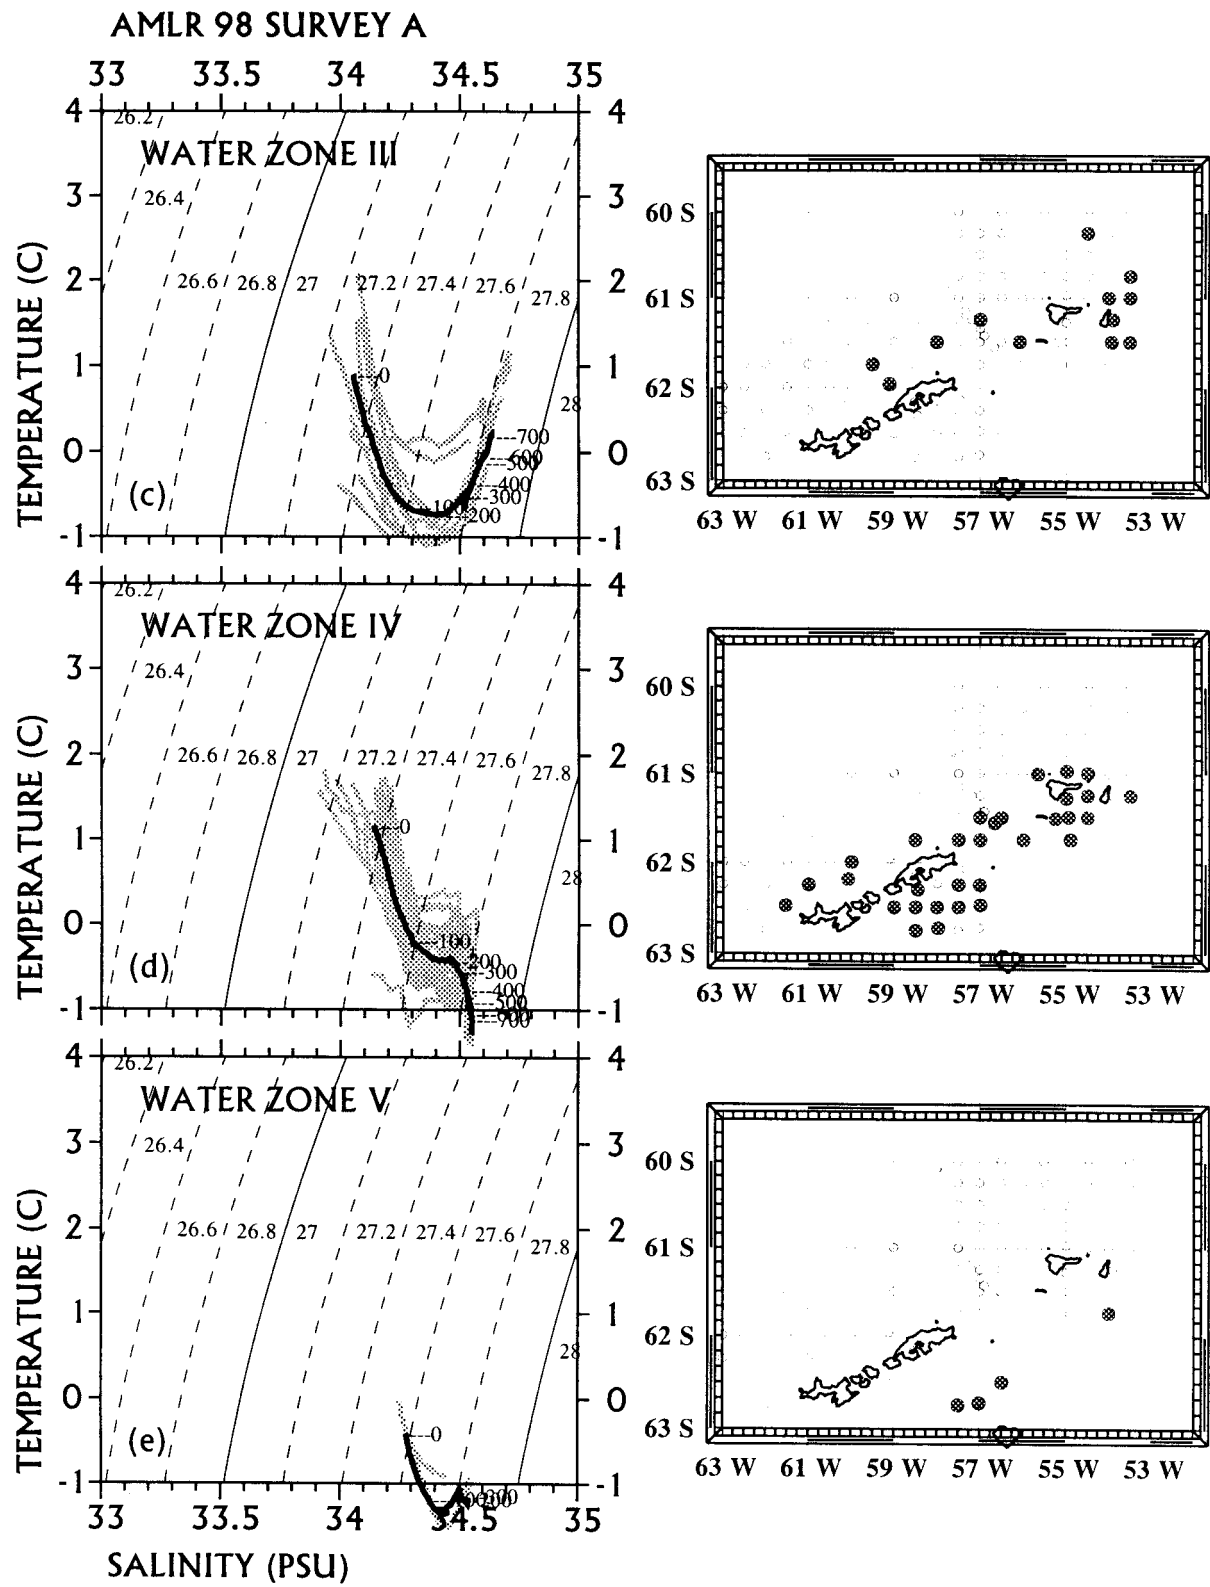 AMLR 98 SURVEY A
33 33.5 34 34.5 35
4 4
26.2
WATER ZONE III
3 3
26.4
60 S
2 26.6 26.8 27 27.2 27.4 27.6 27.8 2
61 S
1 1
0
28
62 S
0 0
700
600
500
400
300
100
200
(c)
63 S
-1 -1
63 W 61 W 59 W 57 W 55 W 53 W
TEMPERATURE (C)
4 4
26.2
WATER ZONE IV
3 3
26.4
60 S
2 26.6 26.8 27 27.2 27.4 27.6 27.8 2
61 S
1 1
0
28
62 S
0 0
100
200
300
400
500
700
(d)
63 S
-1 -1
63 W 61 W 59 W 57 W 55 W 53 W
TEMPERATURE (C)
4 4
26.2
WATER ZONE V
3 3
26.4
60 S
2 26.6 26.8 27 27.2 27.4 27.6 27.8 2
61 S
1 1
28
62 S
0 0
0
(e)
63 S
-1 -1
63 W 61 W 59 W 57 W 55 W 53 W
TEMPERATURE (C)
33 33.5 34 34.5 35
SALINITY (PSU)